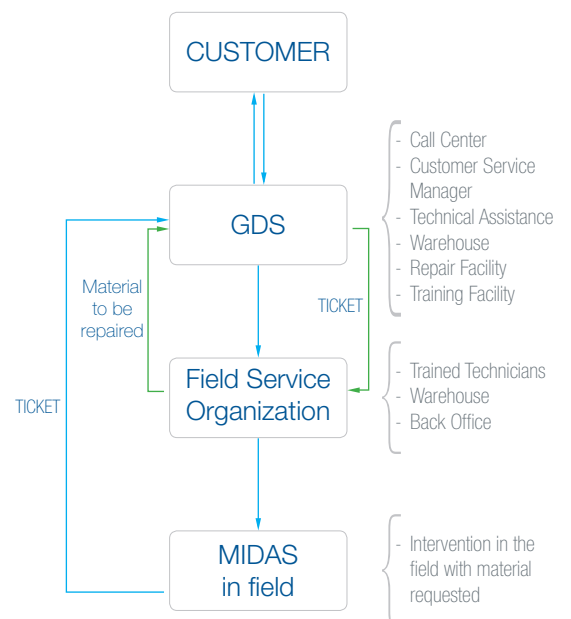 CUSTOMER
- Call Center
- Customer Service
Manager
- Technical Assistance
- Warehouse
- Repair Facility
- Training Facility
GDS
Material
to be
repaired
TICKET
Field Service
Organization
- Trained Technicians
- Warehouse
- Back Office
TICKET
MIDAS
in field
- Intervention in the
field with material
requested